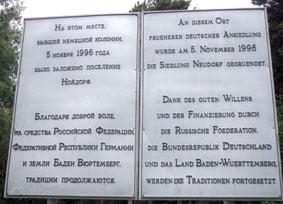 На этом месте,
бывшей немецкой колонии,
5 ноября 1996 года
было заложено поселение
Нойдорф.
Благодаря доброй воле,
на средства Российской Федерации,
Федеративной Республики Германии
и земли Баден Вюртемберг,
традиции продолжаются.
An diesem Ort
frueherer deutscher Ansiedlung
wurde am 5. November 1996
die Siedlung Neudorf gegruendet.
Dank des guten Willens
und der Finanzierung durch
die Russische Foederation,
die Bundesrepublik Deutschland
und das Land Baden-Wuerttemberg,
werden die Traditionen fortgesetzt.